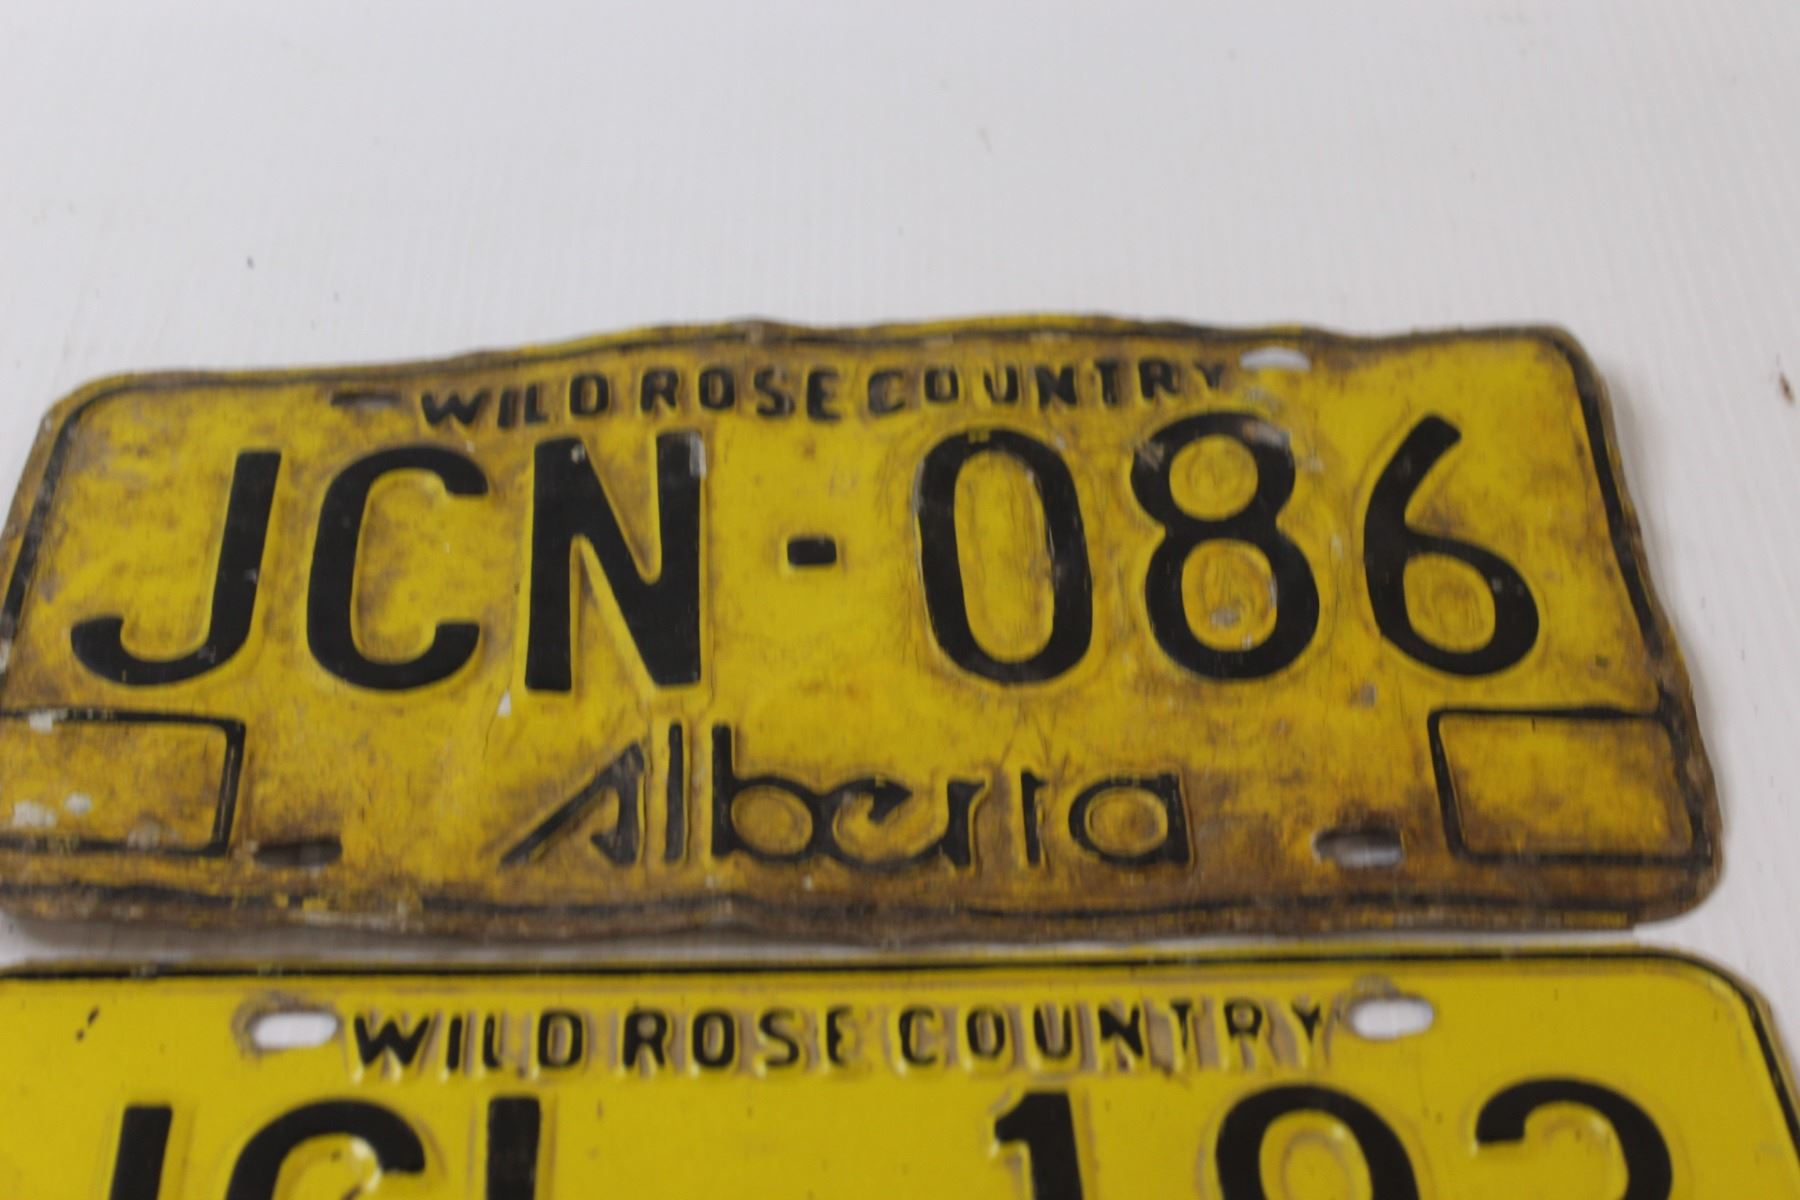 WILD ROSE COUNTRY
JCN-086
Alberta
WILD ROSE COUNTRY